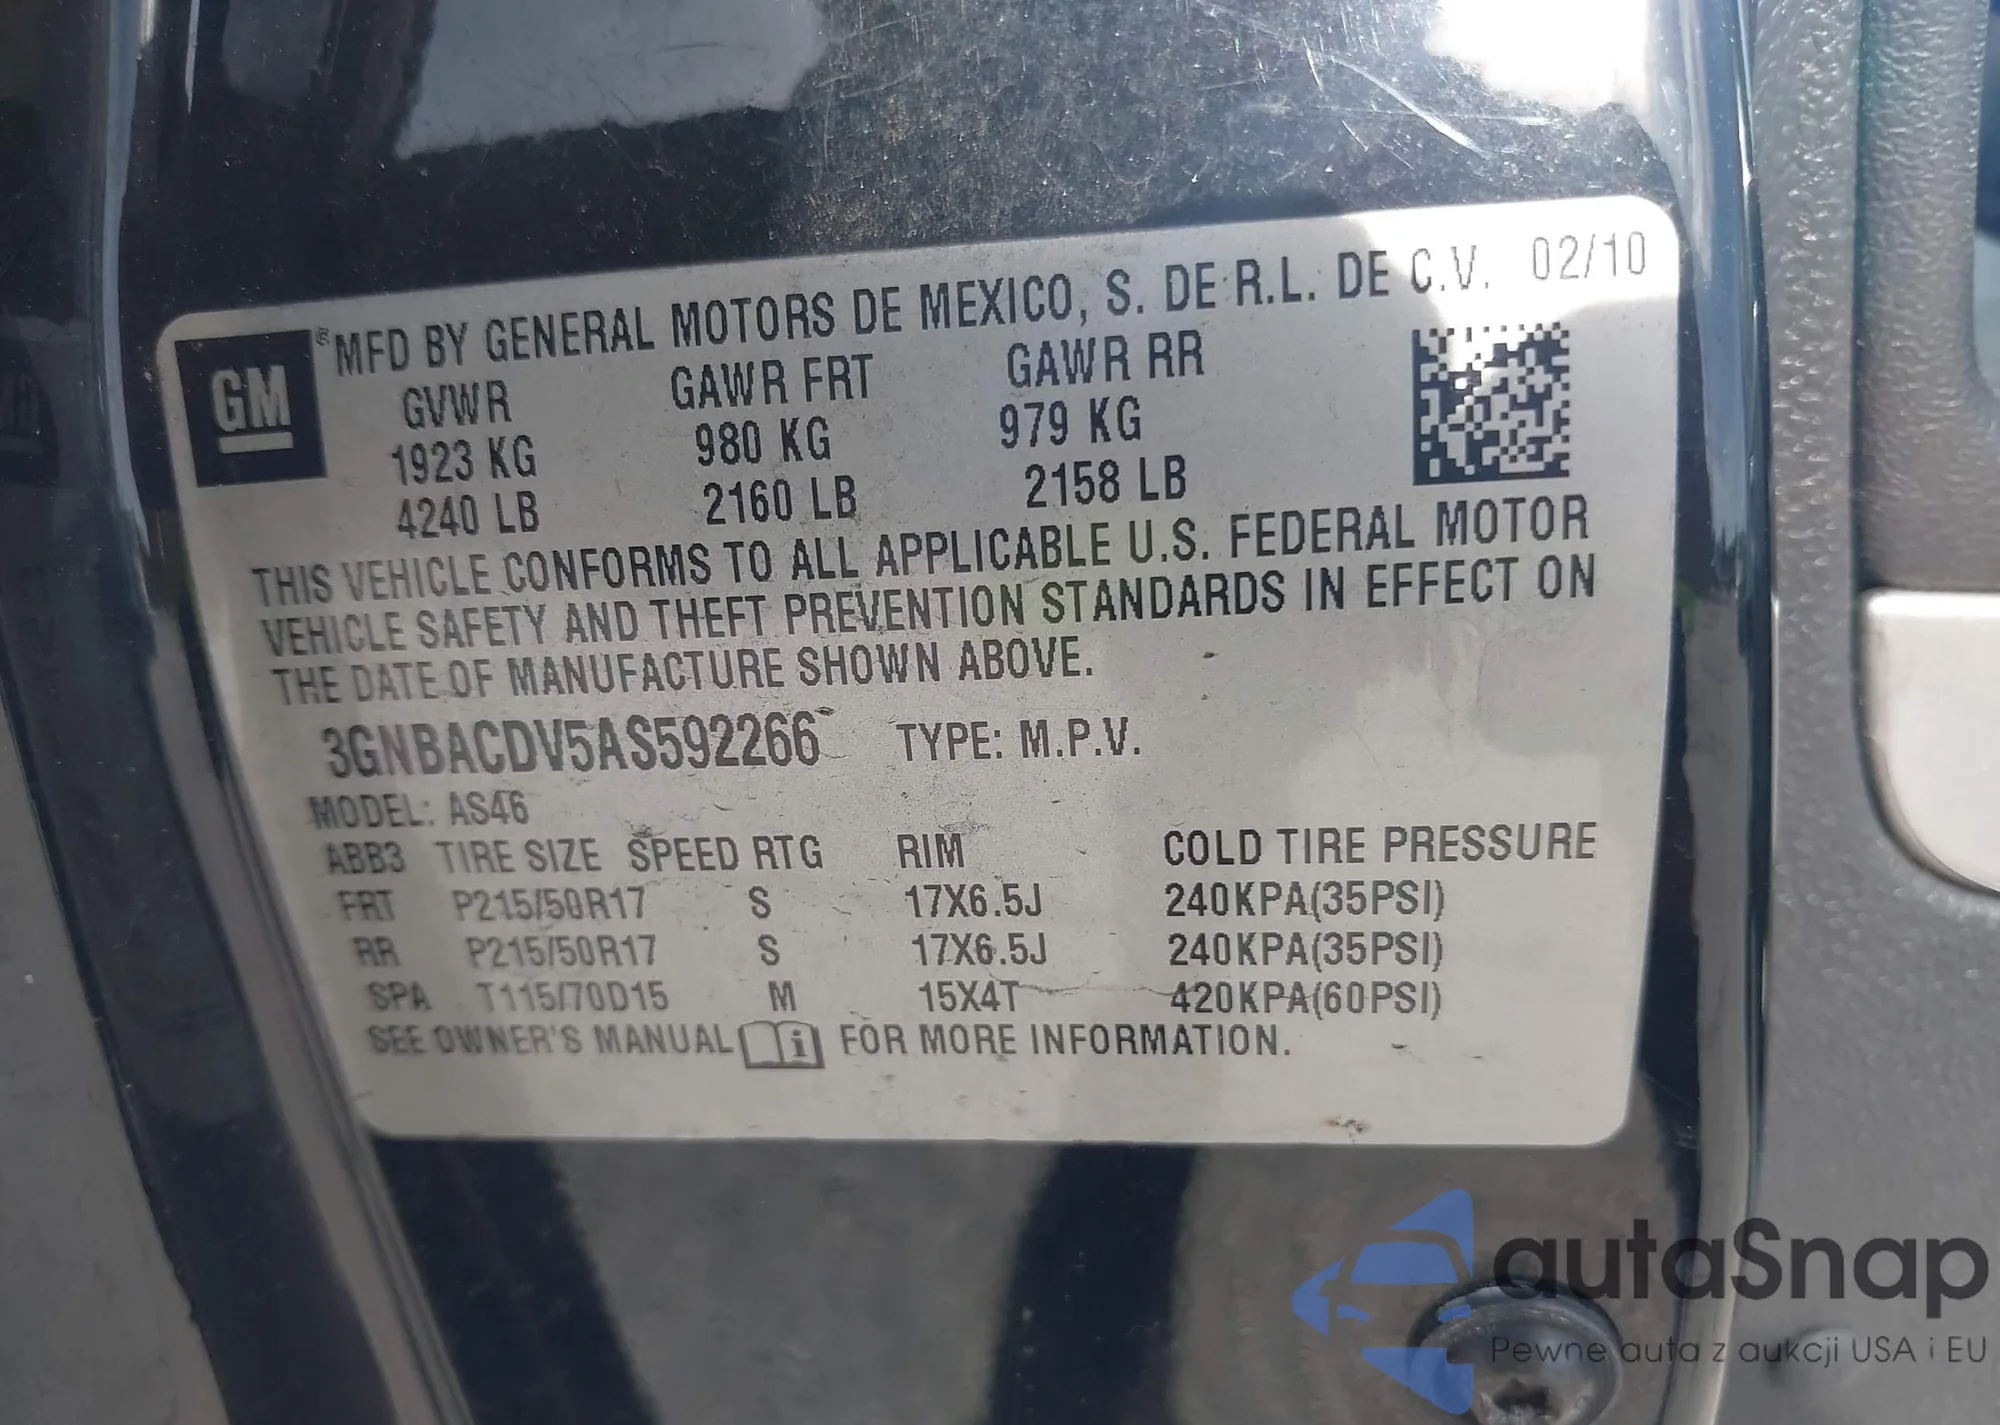 GM
® MFD BY GENERAL MOTORS DE MEXICO, S. DE R.L. DE C.V. 02/10
GVWR GAWR FRT GAWR RR
1923 KG 980 KG 979 KG
4240 LB 2160 LB 2158 LB
THIS VEHICLE CONFORMS TO ALL APPLICABLE U.S. FEDERAL MOTOR
VEHICLE SAFETY AND THEFT PREVENTION STANDARDS IN EFFECT ON
THE DATE OF MANUFACTURE SHOWN ABOVE.
3GNBACDV5AS592266 TYPE: M.P.V.
MODEL: AS46
ABB3 TIRE SIZE SPEED RTG RIM COLD TIRE PRESSURE
FRT P215/50R17 S 17X6.5J 240KPA(35PSI)
RR P215/50R17 S 17X6.5J 240KPA(35PSI)
SPA T115/70D15 M 15X4T 420KPA(60PSI)
SEE OWNER'S MANUAL i FOR MORE INFORMATION.
autaSnap
Pewne auta z aukcji USA i EU